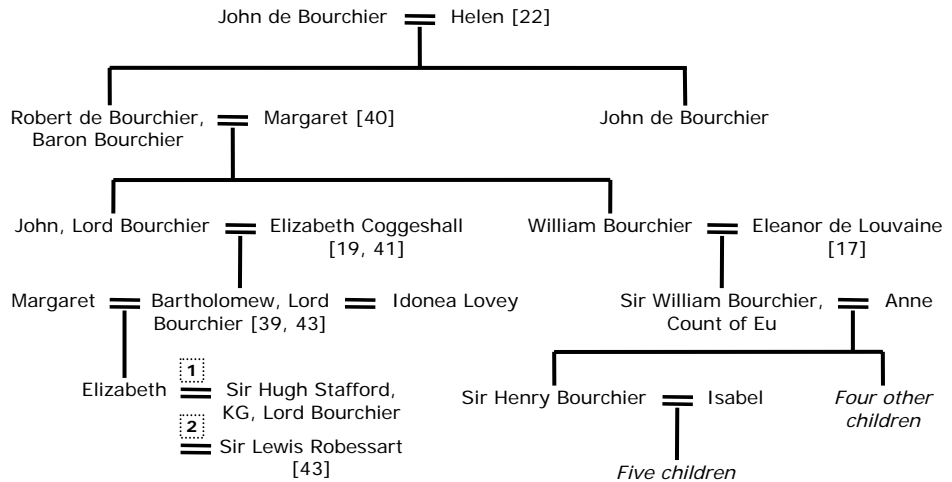 John de Bourchier Helen [22]
Robert de Bourchier, Margaret [40] John de Bourchier
Baron Bourchier
John, Lord Bourchier Elizabeth Coggeshall William Bourchier Eleanor de Louvaine
[19, 41] [17]
Margaret Bartholomew, Lord Idonea Lovey Sir William Bourchier, Anne
Bourchier [39, 43] Count of Eu
1
Elizabeth Sir Hugh Stafford, Sir Henry Bourchier Isabel Four other
KG, Lord Bourchier children
2
Sir Lewis Robessart
[43] Five children